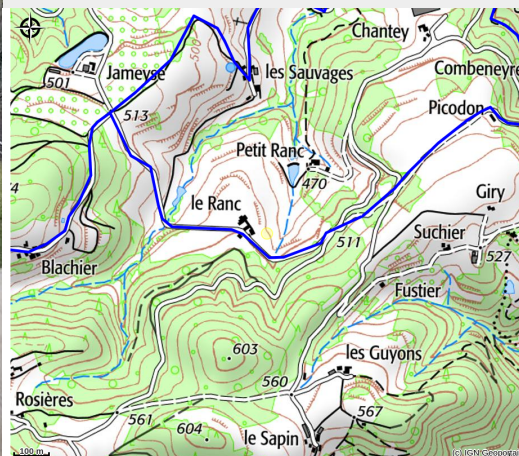 Chantey
Jameyse
les Sauvages
Combeneyre
501
500
513
Picodon
Petit Ranc
470
Giry
le Ranc
511
Suchier
527
Blachier
Fustier
603
les Guyons
560
Rosières
561
604
567
le Sapin
100 m
(c) IGN Geoportail